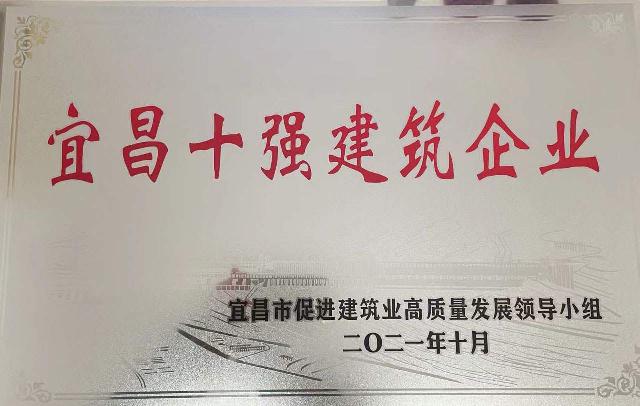 宜昌十强建筑企业
宜昌市促进建筑业高质量发展领导小组
二〇二一年十月